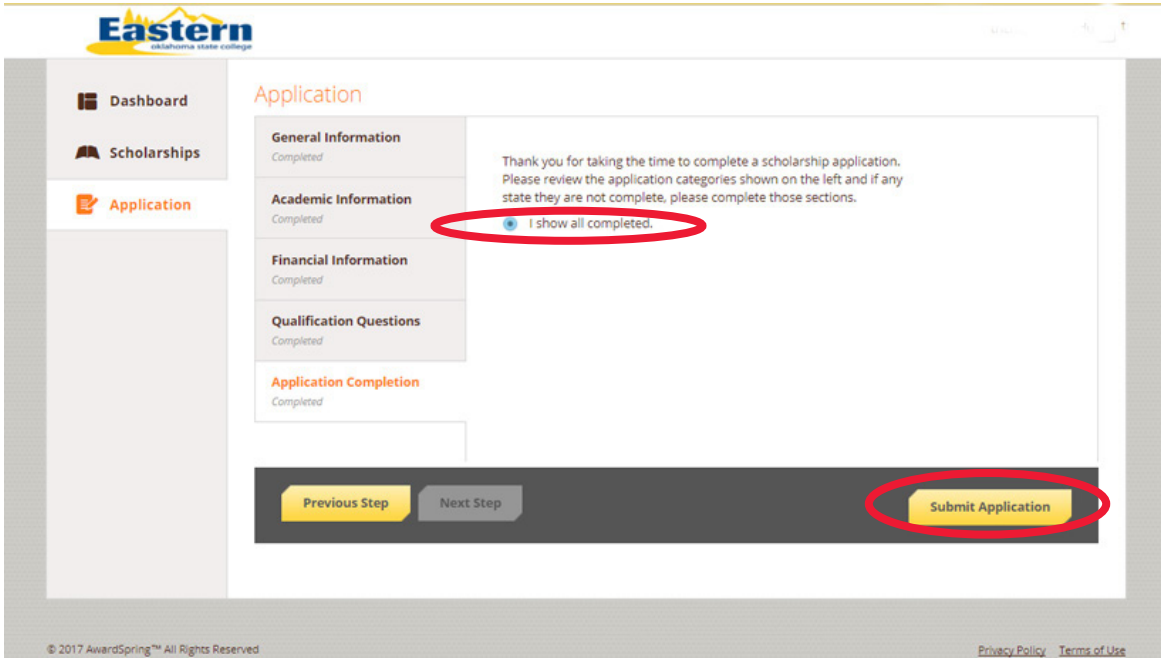 Eastern
oklahoma state college
Dashboard
Scholarships
Application
Application
General Information
Completed
Academic Information
Completed
Financial Information
Completed
Qualification Questions
Completed
Application Completion
Completed
Thank you for taking the time to complete a scholarship application.
Please review the application categories shown on the left and if any
state they are not complete, please complete those sections.
I show all completed.
Previous Step
Next Step
Submit Application
© 2017 AwardSpring™ All Rights Reserved
Privacy Policy
Terms of Use